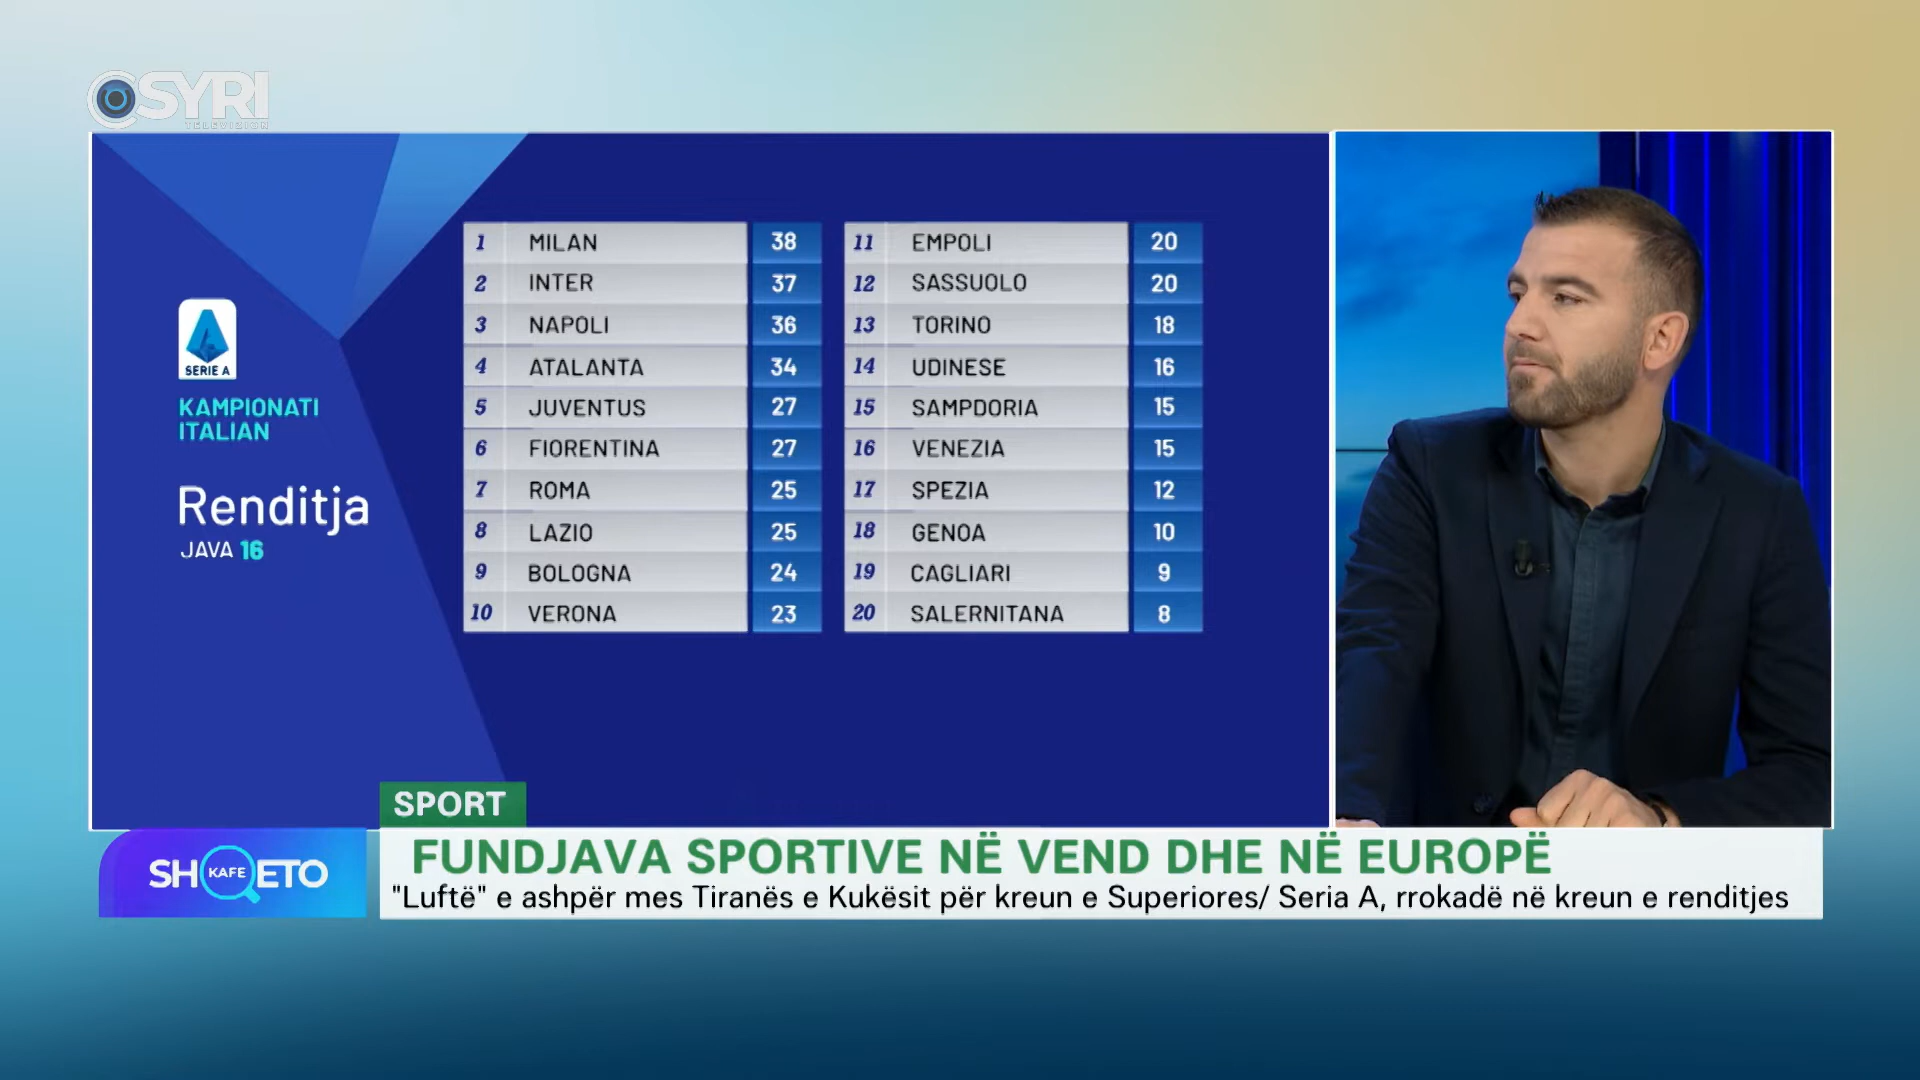 SYRI
TELEVIZION
SERIE A
KAMPIONATI
ITALIAN
Renditja
JAVA 16
1 MILAN 38
2 INTER 37
3 NAPOLI 36
4 ATALANTA 34
5 JUVENTUS 27
6 FIORENTINA 27
7 ROMA 25
8 LAZIO 25
9 BOLOGNA 24
10 VERONA 23
11 EMPOLI 20
12 SASSUOLO 20
13 TORINO 18
14 UDINESE 16
15 SAMPDORIA 15
16 VENEZIA 15
17 SPEZIA 12
18 GENOA 10
19 CAGLIARI 9
20 SALERNITANA 8
SPORT
FUNDJAVA SPORTIVE NË VEND DHE NË EUROPË
"Luftë" e ashpër mes Tiranës e Kukësit për kreun e Superiores/ Seria A, rrokadë në kreun e renditjes
SHQETO
KAFE